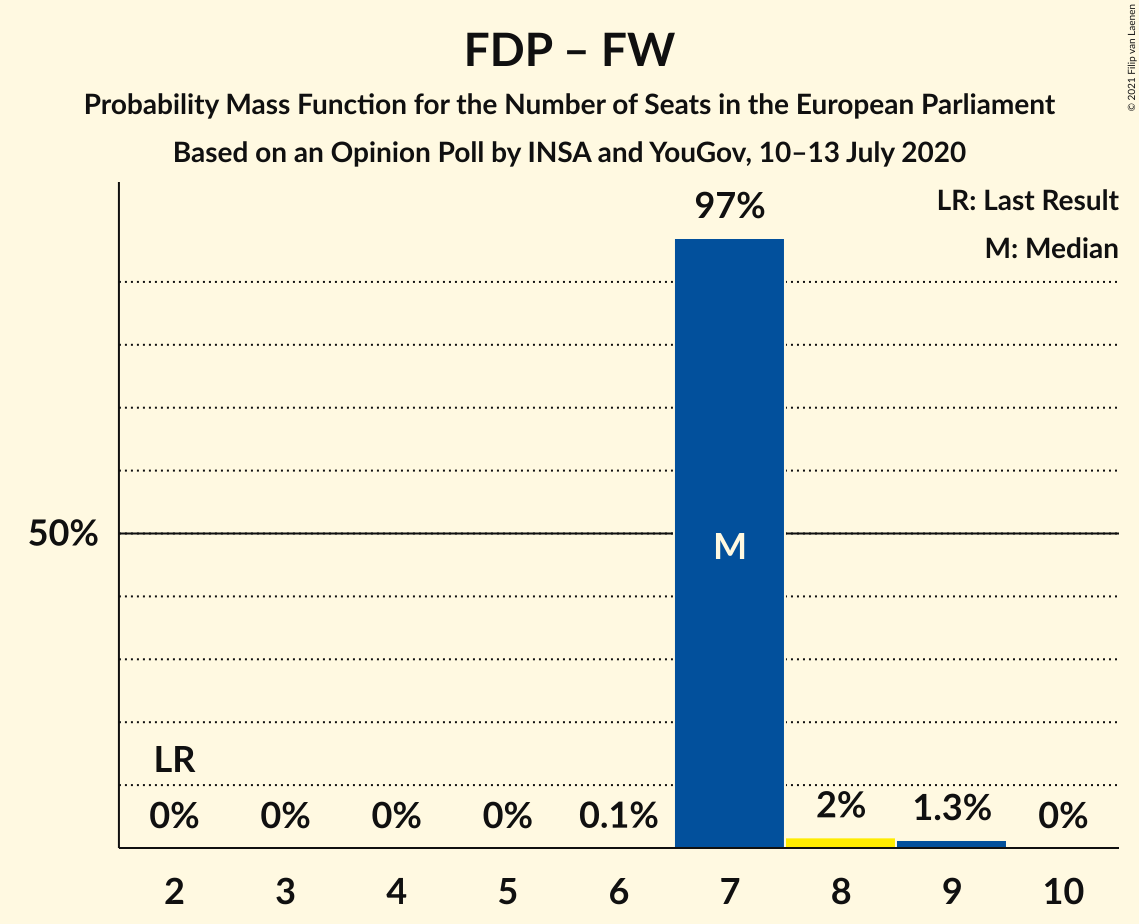 FDP – FW
Probability Mass Function for the Number of Seats in the European Parliament
Based on an Opinion Poll by INSA and YouGov, 10–13 July 2020
© 2021 Filip van Laenen
LR: Last Result
M: Median
97%
50%
M
LR
0% 0% 0% 0% 0.1% 2% 1.3% 0%
2 3 4 5 6 7 8 9 10